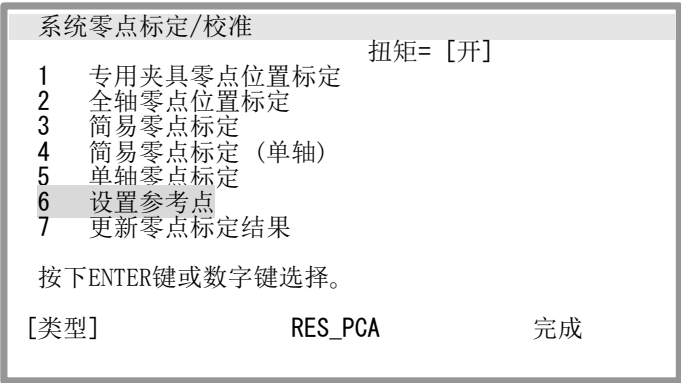 系统零点标定/校准
扭矩= [开]
1 专用夹具零点位置标定
2 全轴零点位置标定
3 简易零点标定
4 简易零点标定 (单轴)
5 单轴零点标定
6 设置参考点
7 更新零点标定结果
按下ENTER键或数字键选择。
[类型] RES_PCA 完成